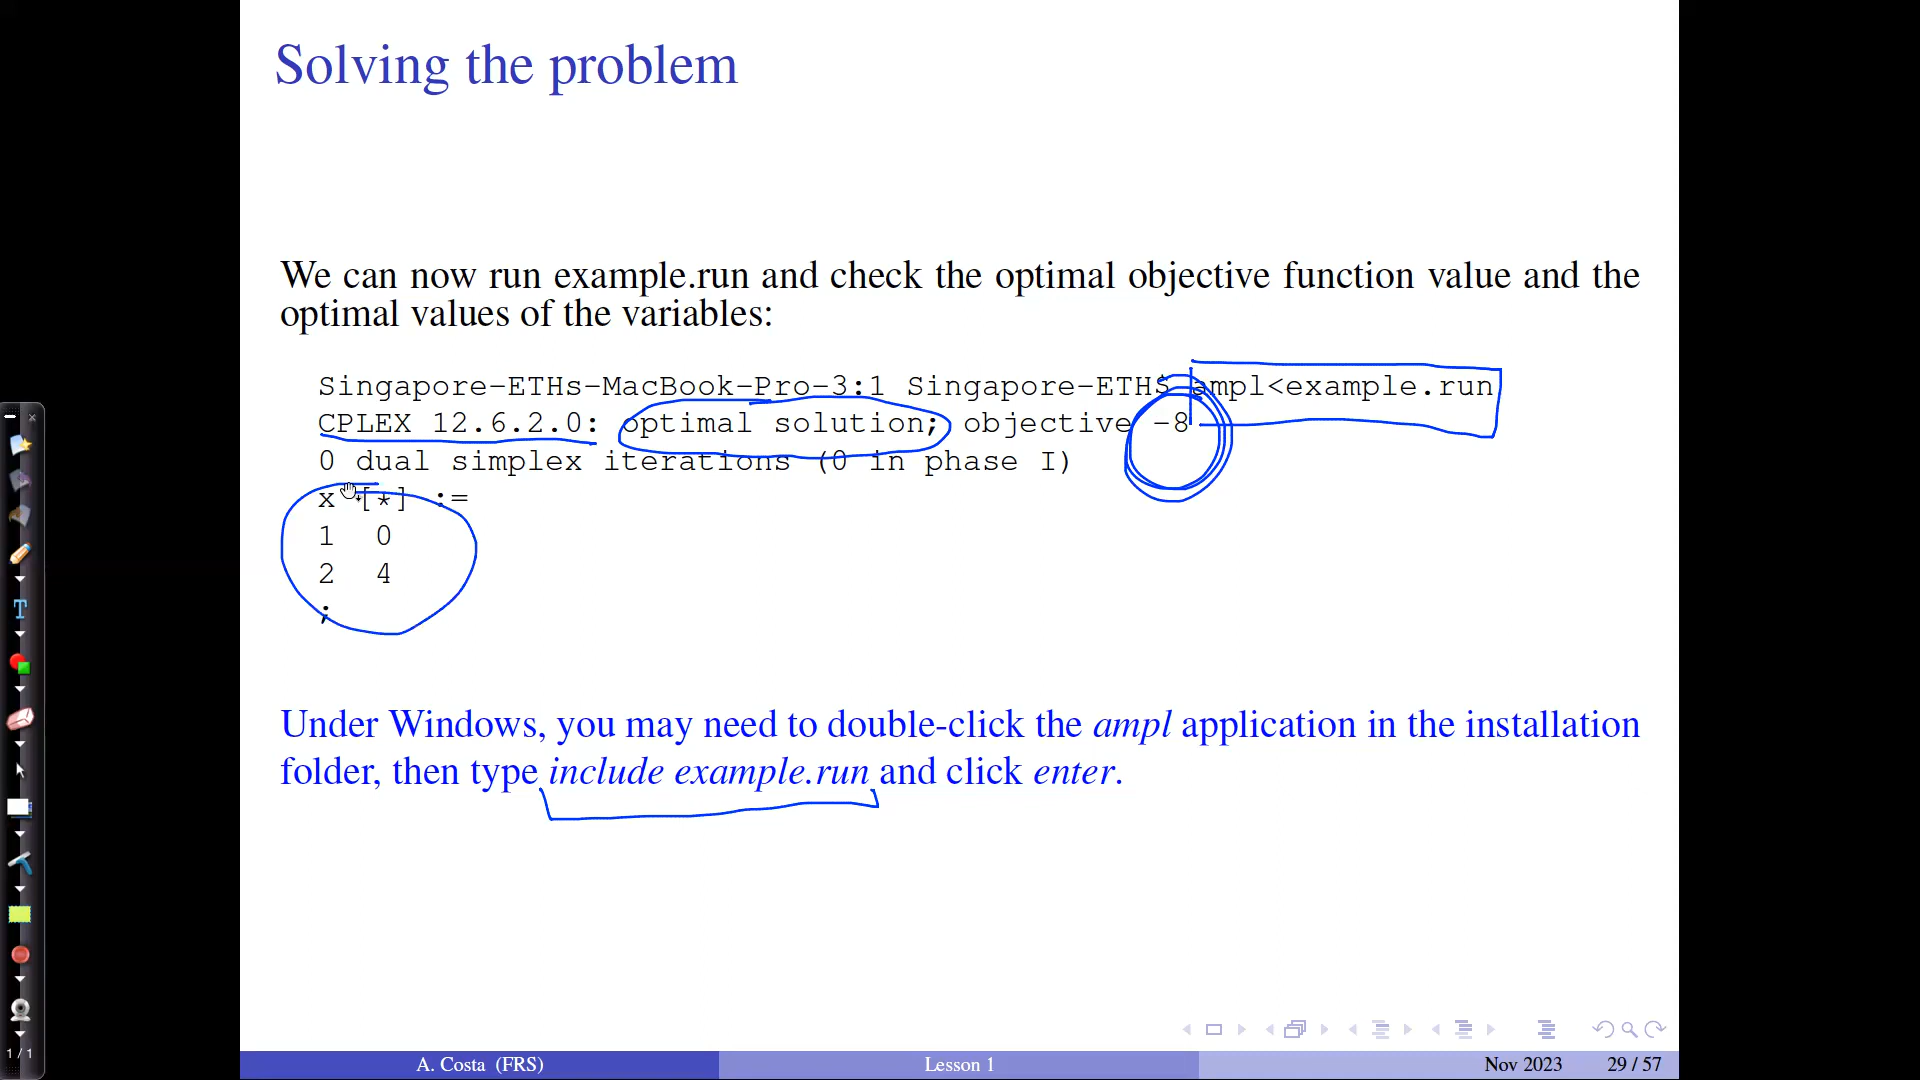 Solving the problem
We can now run example.run and check the optimal objective function value and the
optimal values of the variables:
Singapore-ETHs-MacBook-Pro-3:1 Singapore-ETH$ ampl<example.run
CPLEX 12.6.2.0: optimal solution; objective -8
0 dual simplex iterations (0 in phase I)
x [*] :=
1 0
2 4
;
Under Windows, you may need to double-click the ampl application in the installation
folder, then type include example.run and click enter.
1 / 1
A. Costa (FRS) Lesson 1 Nov 2023 29 / 57